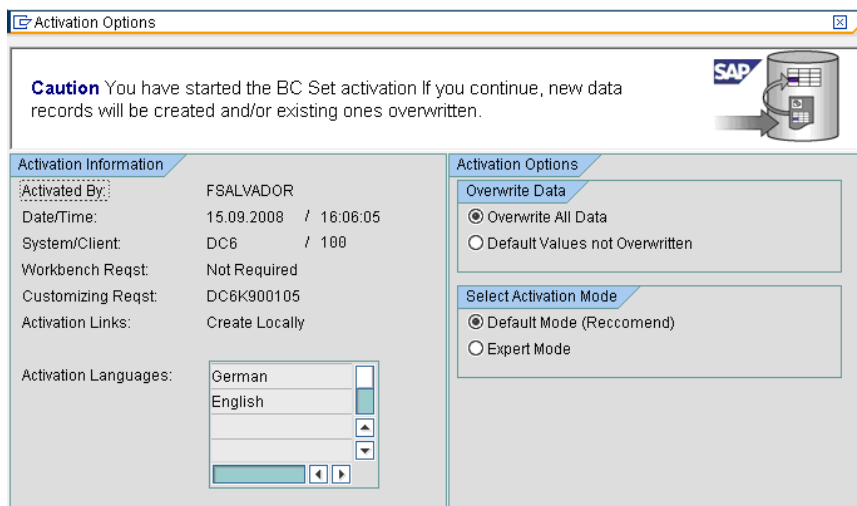 Activation Options
Caution You have started the BC Set activation If you continue, new data
records will be created and/or existing ones overwritten.
SAP
Activation Information
Activated By: FSALVADOR
Date/Time: 15.09.2008 / 16:06:05
System/Client: DC6 / 100
Workbench Reqst: Not Required
Customizing Reqst: DC6K900105
Activation Links: Create Locally
Activation Languages: German
English
Activation Options
Overwrite Data
Overwrite All Data
Default Values not Overwritten
Select Activation Mode
Default Mode (Reccomend)
Expert Mode